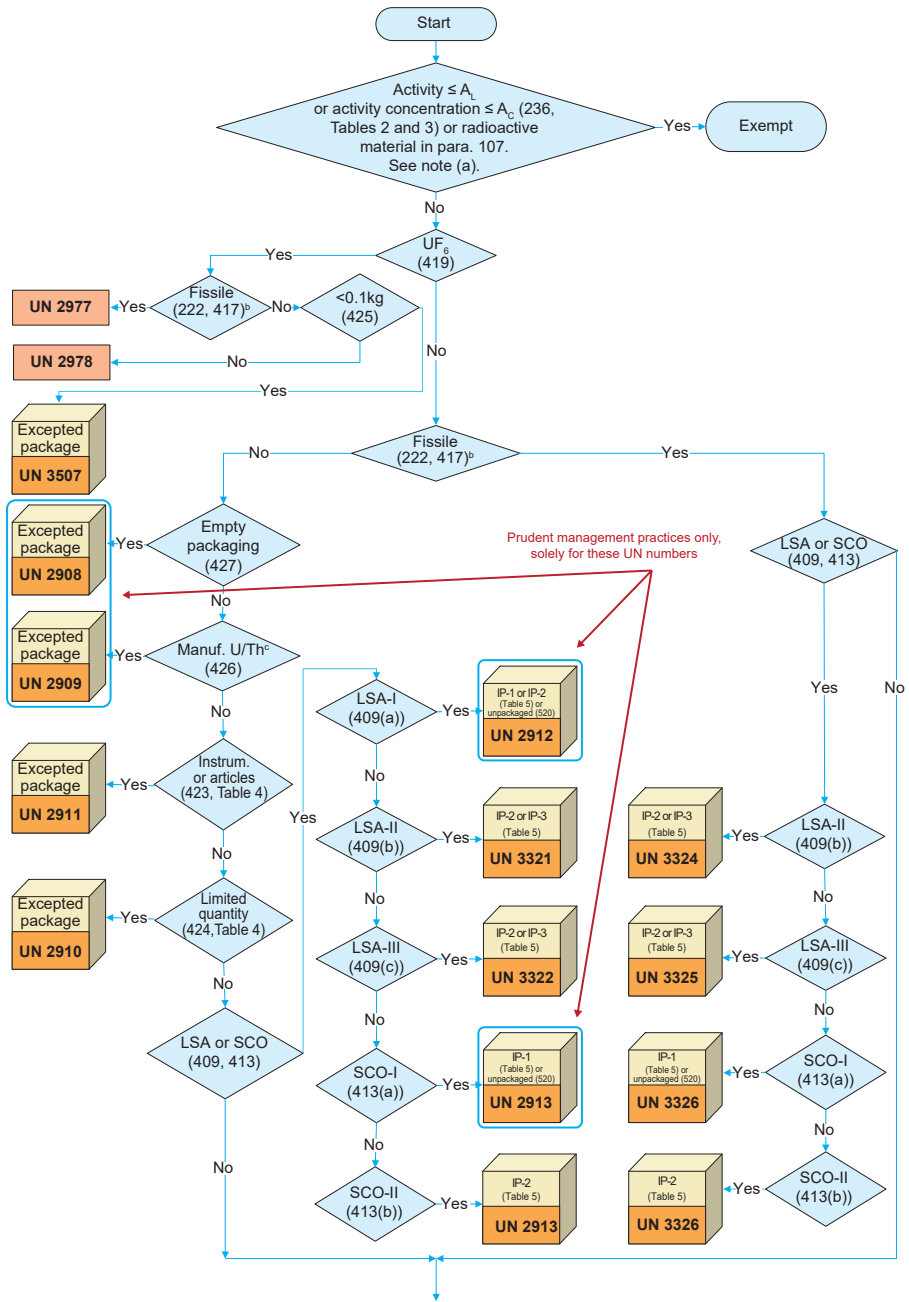 Start
Activity ≤ A_L
or activity concentration ≤ A_C (236,
Tables 2 and 3) or radioactive
material in para. 107.
See note (a).
Yes
Exempt
No
UF₆
(419)
Yes
Fissile
(222, 417)ᵇ
Yes
UN 2977
No
<0.1kg
(425)
No
UN 2978
Yes
Excepted
package
UN 3507
No
Fissile
(222, 417)ᵇ
No
Yes
Empty
packaging
(427)
Yes
Excepted
package
UN 2908
No
Manuf. U/Thᶜ
(426)
Yes
Excepted
package
UN 2909
No
Instrum.
or articles
(423, Table 4)
Yes
Excepted
package
UN 2911
No
Limited
quantity
(424,Table 4)
Yes
Excepted
package
UN 2910
No
LSA or SCO
(409, 413)
Yes
No
Prudent management practices only,
solely for these UN numbers
LSA-I
(409(a))
Yes
IP-1 or IP-2
(Table 5) or
unpackaged (520)
UN 2912
No
LSA-II
(409(b))
Yes
IP-2 or IP-3
(Table 5)
UN 3321
No
LSA-III
(409(c))
Yes
IP-2 or IP-3
(Table 5)
UN 3322
No
SCO-I
(413(a))
Yes
IP-1
(Table 5) or
unpackaged (520)
UN 2913
No
SCO-II
(413(b))
Yes
IP-2
(Table 5)
UN 2913
LSA or SCO
(409, 413)
Yes
No
LSA-II
(409(b))
Yes
IP-2 or IP-3
(Table 5)
UN 3324
No
LSA-III
(409(c))
Yes
IP-2 or IP-3
(Table 5)
UN 3325
No
SCO-I
(413(a))
Yes
IP-1
(Table 5) or
unpackaged (520)
UN 3326
No
SCO-II
(413(b))
Yes
IP-2
(Table 5)
UN 3326